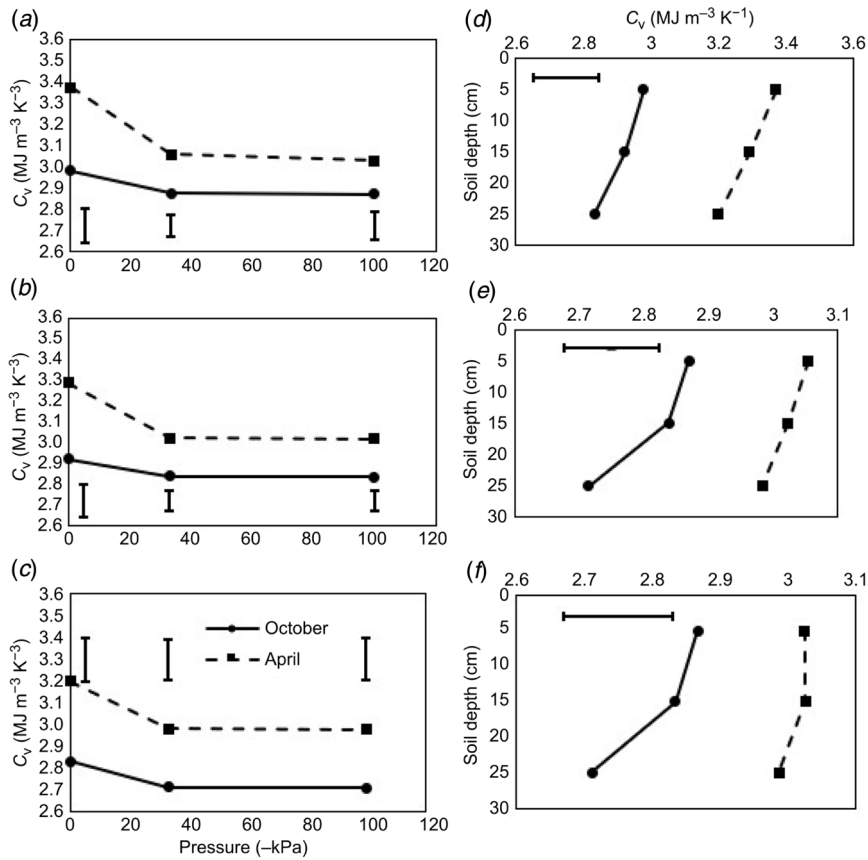 (a)
3.6
3.5
3.4
3.3
3.2
3.1
3.0
2.9
2.8
2.7
2.6
Cv (MJ m–3 K–3)
0 20 40 60 80 100 120
(b)
3.6
3.5
3.4
3.3
3.2
3.1
3.0
2.9
2.8
2.7
2.6
Cv (MJ m–3 K–3)
0 20 40 60 80 100 120
(c)
3.6
3.5
3.4
3.3
3.2
3.1
3.0
2.9
2.8
2.7
2.6
Cv (MJ m–3 K–3)
October
April
0 20 40 60 80 100 120
Pressure (–kPa)
(d)
Cv (MJ m–3 K–1)
2.6 2.8 3 3.2 3.4 3.6
0
5
10
15
20
25
30
Soil depth (cm)
(e)
2.6 2.7 2.8 2.9 3 3.1
0
5
10
15
20
25
30
Soil depth (cm)
(f)
2.6 2.7 2.8 2.9 3 3.1
0
5
10
15
20
25
30
Soil depth (cm)